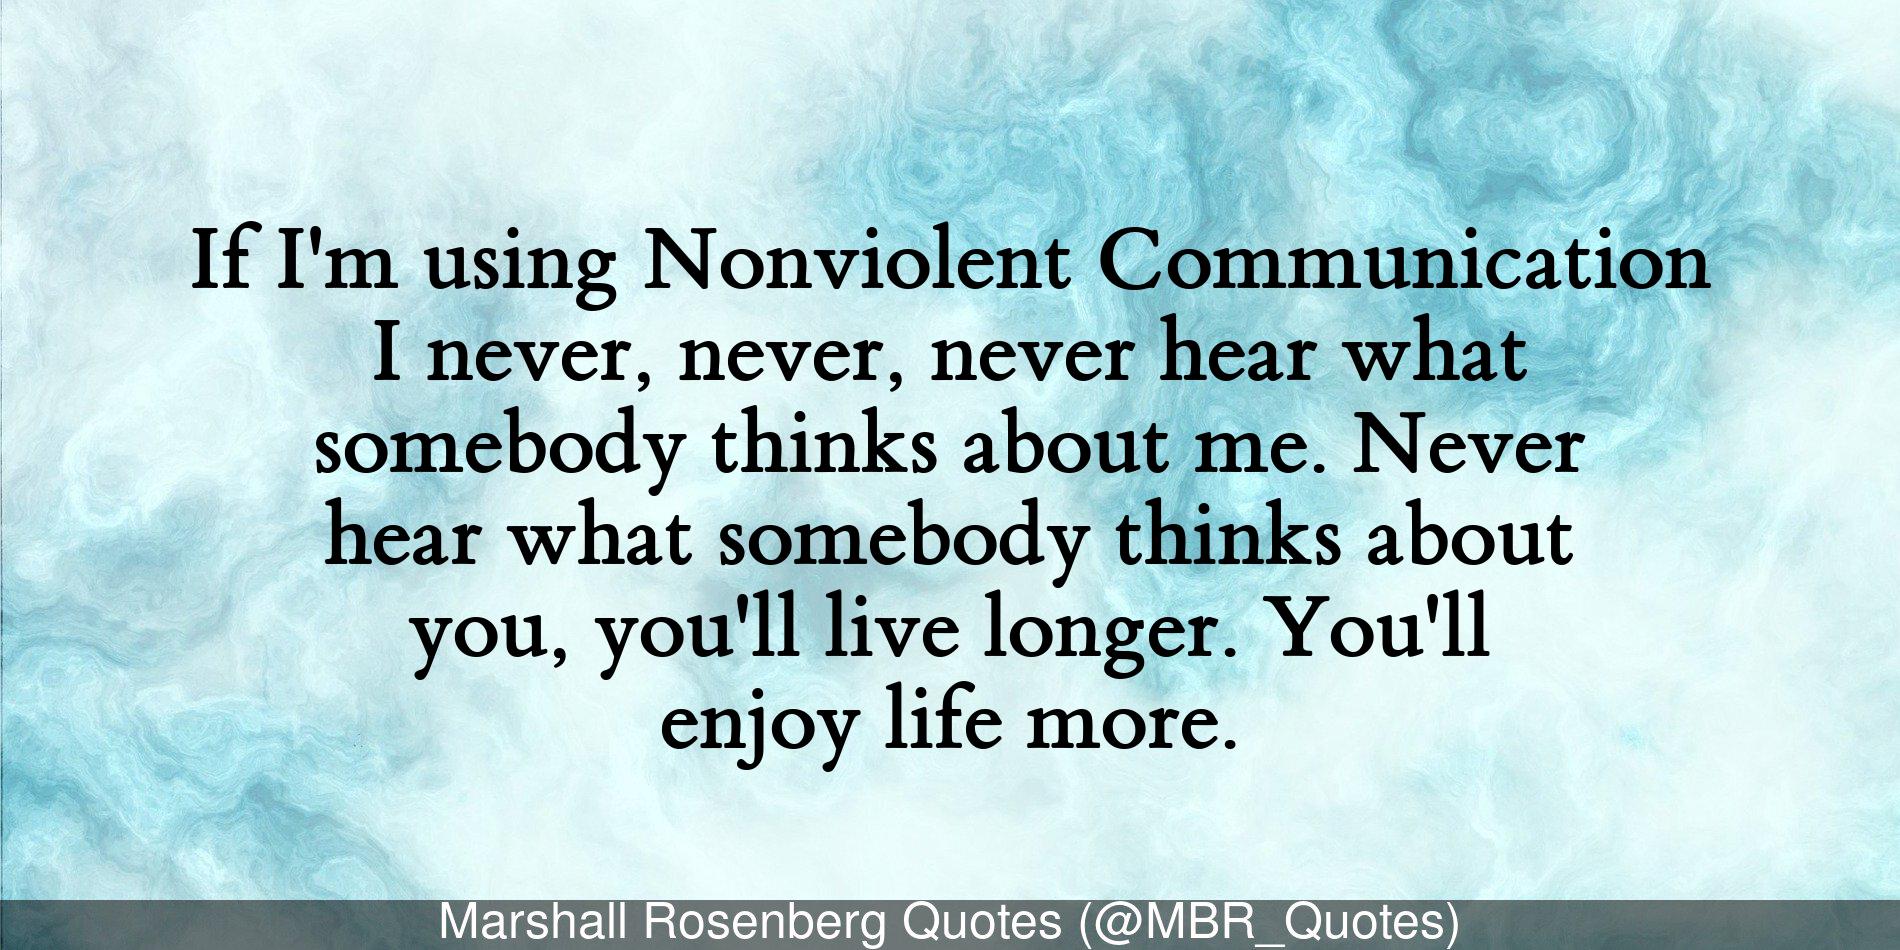 If I'm using Nonviolent Communication
I never, never, never hear what
somebody thinks about me. Never
hear what somebody thinks about
you, you'll live longer. You'll
enjoy life more.
Marshall Rosenberg Quotes (@MBR_Quotes)